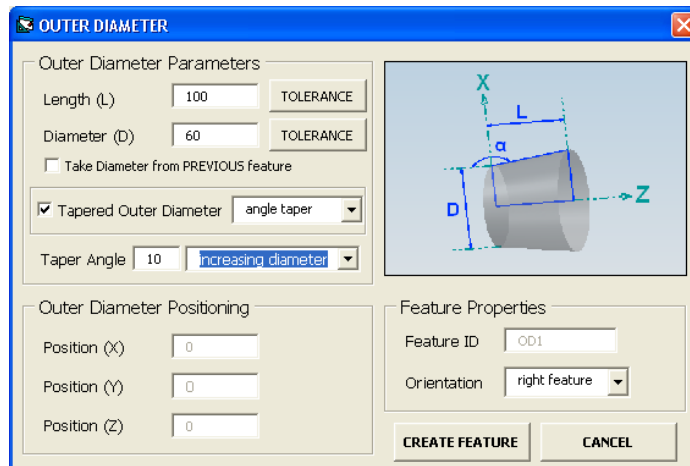 OUTER DIAMETER
Outer Diameter Parameters
Length (L) 100 TOLERANCE
Diameter (D) 60 TOLERANCE
Take Diameter from PREVIOUS feature
Tapered Outer Diameter angle taper
Taper Angle 10 increasing diameter
X
L
α
D
Z
Outer Diameter Positioning
Position (X) 0
Position (Y) 0
Position (Z) 0
Feature Properties
Feature ID OD1
Orientation right feature
CREATE FEATURE CANCEL